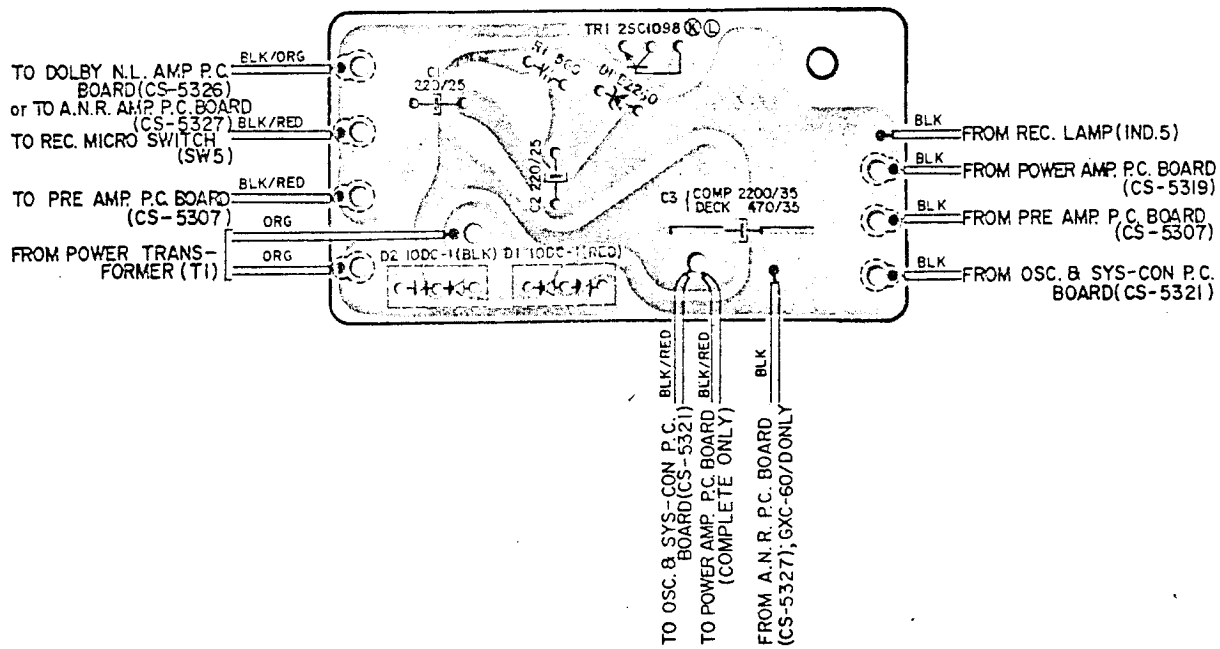 TR1 2SC1098 Ⓚ Ⓛ
R1 560
C1
220/25
C2 220/25
C3 { COMP 2200/35
DECK 470/35
D2 10DC-1(BLK)
D1 10DC-1(RED)
BLK/ORG
TO DOLBY N.L. AMP P.C.
BOARD(CS-5326)
or TO A.N.R. AMP. P.C. BOARD
(CS-5327)
BLK/RED
TO REC. MICRO SWITCH
(SW5)
BLK/RED
TO PRE AMP. P.C. BOARD
(CS-5307)
ORG
FROM POWER TRANS-
FORMER (T1)
ORG
BLK
FROM REC. LAMP(IND.5)
BLK
FROM POWER AMP. P.C. BOARD
(CS-5319)
BLK
FROM PRE AMP. P.C. BOARD
(CS-5307)
BLK
FROM OSC. & SYS-CON P.C.
BOARD(CS-5321)
BLK/RED
TO OSC. & SYS-CON P.C.
BOARD(CS-5321)
BLK/RED
TO POWER AMP. P.C. BOARD
(COMPLETE ONLY)
BLK
FROM A.N.R. P.C. BOARD
(CS-5327);GXC-60/DONLY